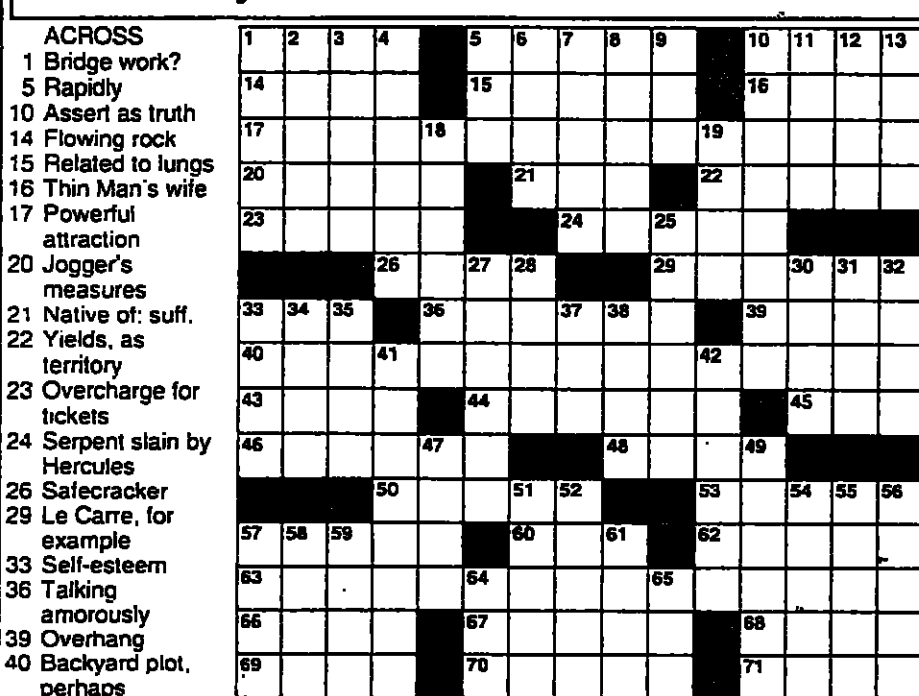 ACROSS
1 Bridge work?
5 Rapidly
10 Assert as truth
14 Flowing rock
15 Related to lungs
16 Thin Man's wife
17 Powerful
attraction
20 Jogger's
measures
21 Native of: suff.
22 Yields, as
territory
23 Overcharge for
tickets
24 Serpent slain by
Hercules
26 Safecracker
29 Le Carre, for
example
33 Self-esteem
36 Talking
amorously
39 Overhang
40 Backyard plot,
perhaps
1 2 3 4 5 6 7 8 9 10 11 12 13
14 15 16
17 18 19
20 21 22
23 24 25
26 27 28 29 30 31 32
33 34 35 36 37 38 39
40 41 42
43 44 45
46 47 48 49
50 51 52 53 54 55 56
57 58 59 60 61 62
63 64 65
66 67 68
69 70 71